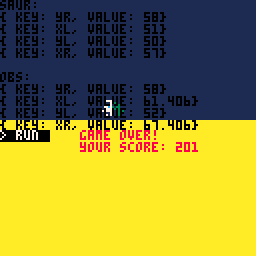 SAUR:
{ KEY: YR, VALUE: 58}
{ KEY: XL, VALUE: 51}
{ KEY: YL, VALUE: 50}
{ KEY: XR, VALUE: 57}
OBS:
{ KEY: YR, VALUE: 58}
{ KEY: XL, VALUE: 61.406}
{ KEY: YL, VALUE: 52}
{ KEY: XR, VALUE: 67.406}
> RUN
GAME OVER!
YOUR SCORE: 201